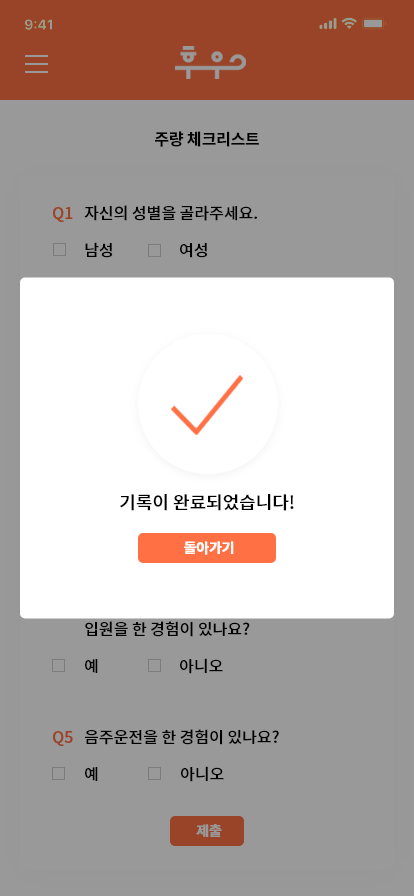 9:41
후우
주량 체크리스트
Q1 자신의 성별을 골라주세요.
남성 여성
기록이 완료되었습니다!
돌아가기
입원을 한 경험이 있나요?
예 아니오
Q5 음주운전을 한 경험이 있나요?
예 아니오
제출